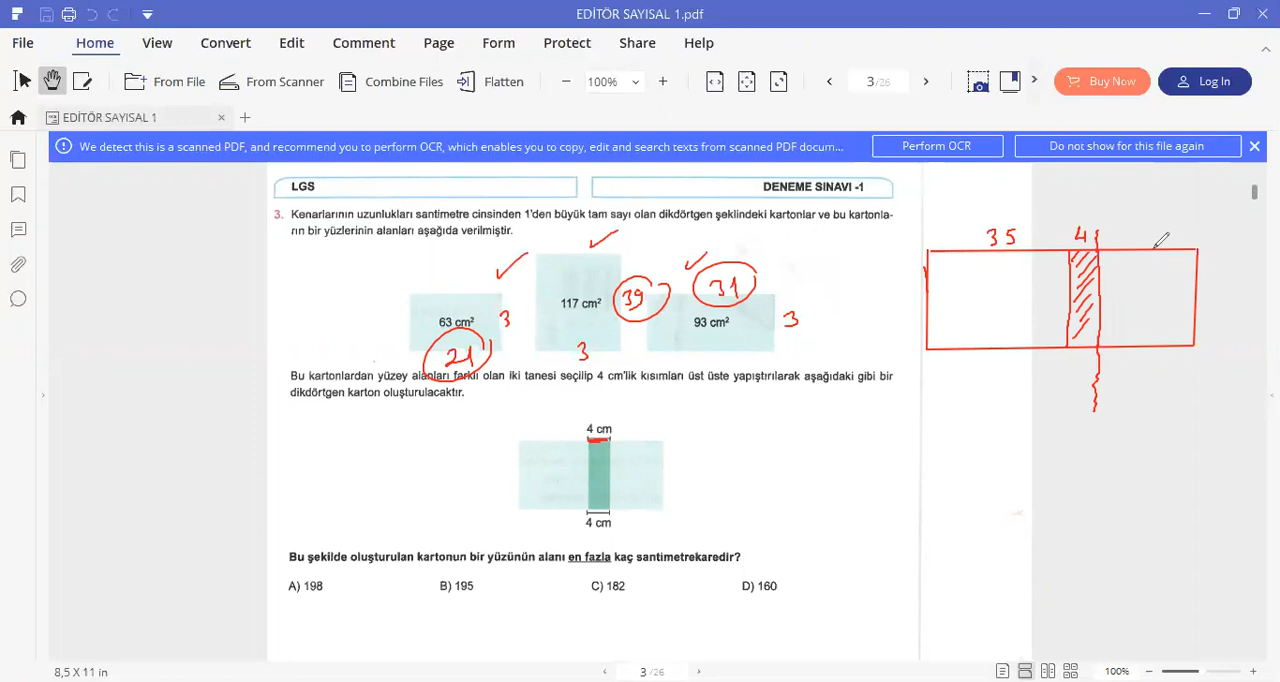 EDİTÖR SAYISAL 1.pdf
File Home View Convert Edit Comment Page Form Protect Share Help
From File From Scanner Combine Files Flatten 100% 3/26 Buy Now Log In
EDİTÖR SAYISAL 1
We detect this is a scanned PDF, and recommend you to perform OCR, which enables you to copy, edit and search texts from scanned PDF docum... Perform OCR Do not show for this file again
LGS DENEME SINAVI -1
3. Kenarlarının uzunlukları santimetre cinsinden 1'den büyük tam sayı olan dikdörtgen şeklindeki kartonlar ve bu kartonla-
rın bir yüzlerinin alanları aşağıda verilmiştir.
35 4
39 31
117 cm²
63 cm² 3 93 cm² 3
21 3
Bu kartonlardan yüzey alanları farklı olan iki tanesi seçilip 4 cm'lik kısımları üst üste yapıştırılarak aşağıdaki gibi bir
dikdörtgen karton oluşturulacaktır.
4 cm
4 cm
Bu şekilde oluşturulan kartonun bir yüzünün alanı en fazla kaç santimetrekaredir?
A) 198 B) 195 C) 182 D) 160
8,5 X 11 in 3/26 100%